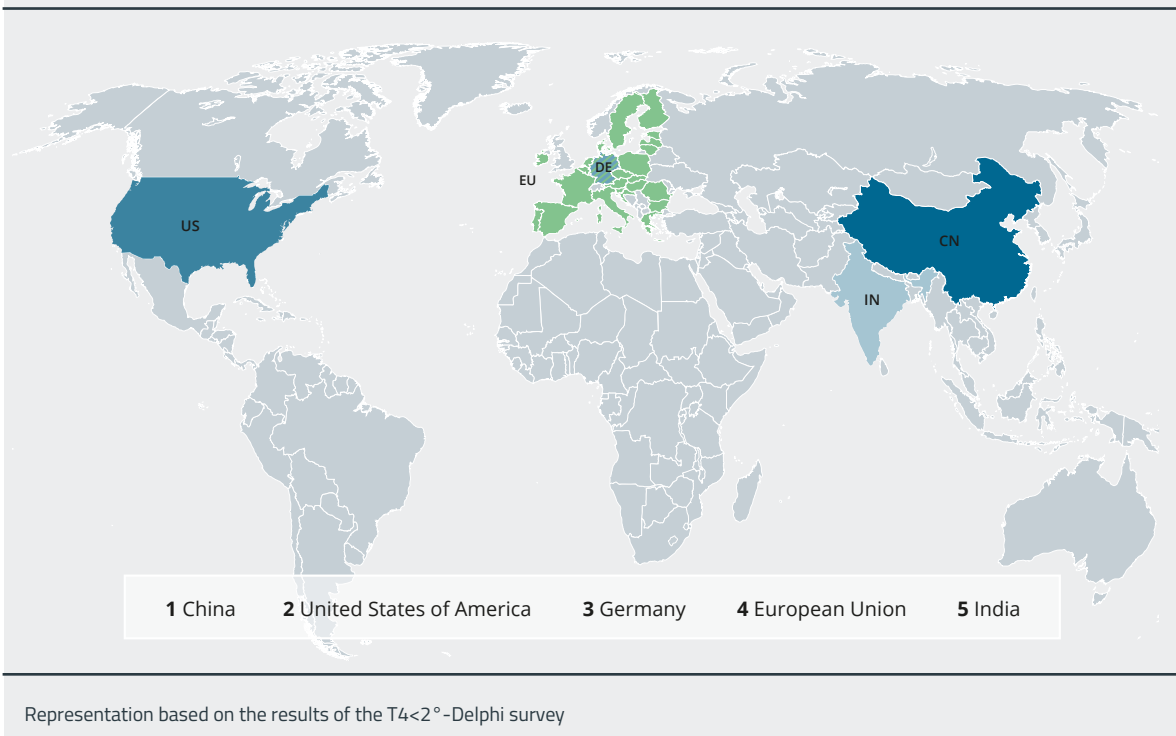 DE
EU
US
CN
IN
1 China 2 United States of America 3 Germany 4 European Union 5 India
Representation based on the results of the T4<2°-Delphi survey